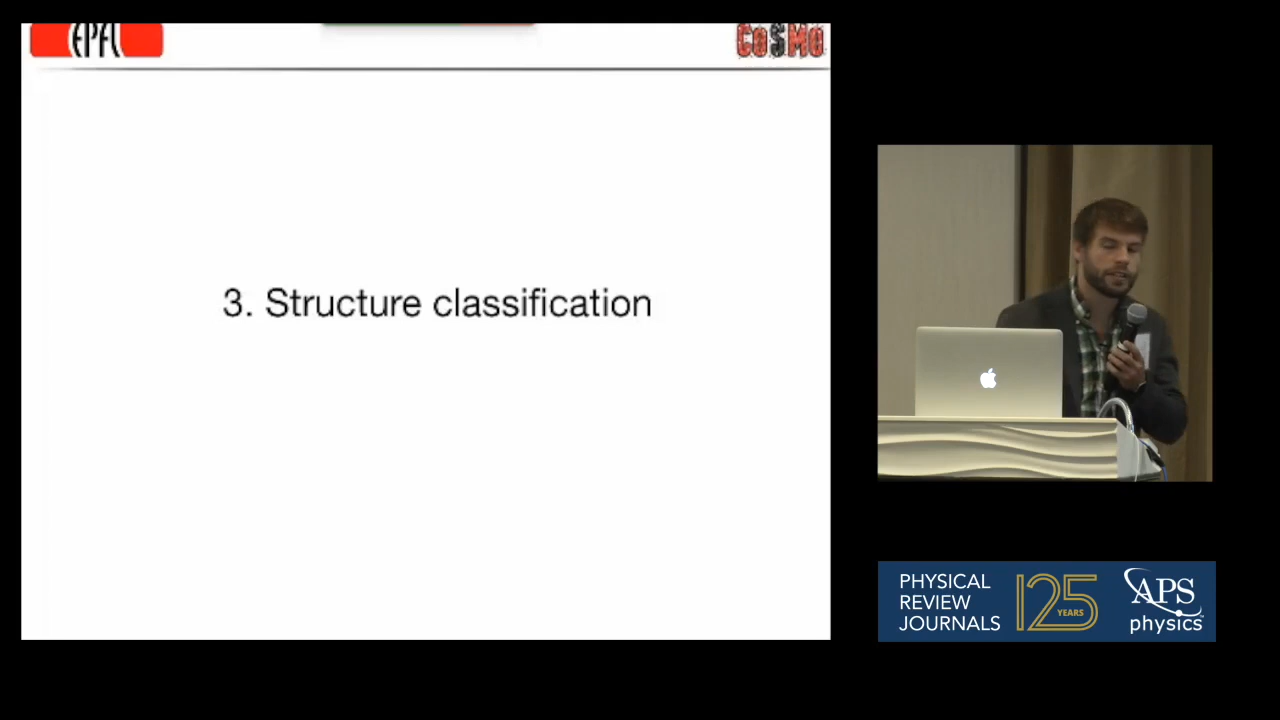 EPFL
COSMO
3. Structure classification
PHYSICAL
REVIEW
JOURNALS
125
YEARS
APS
physics